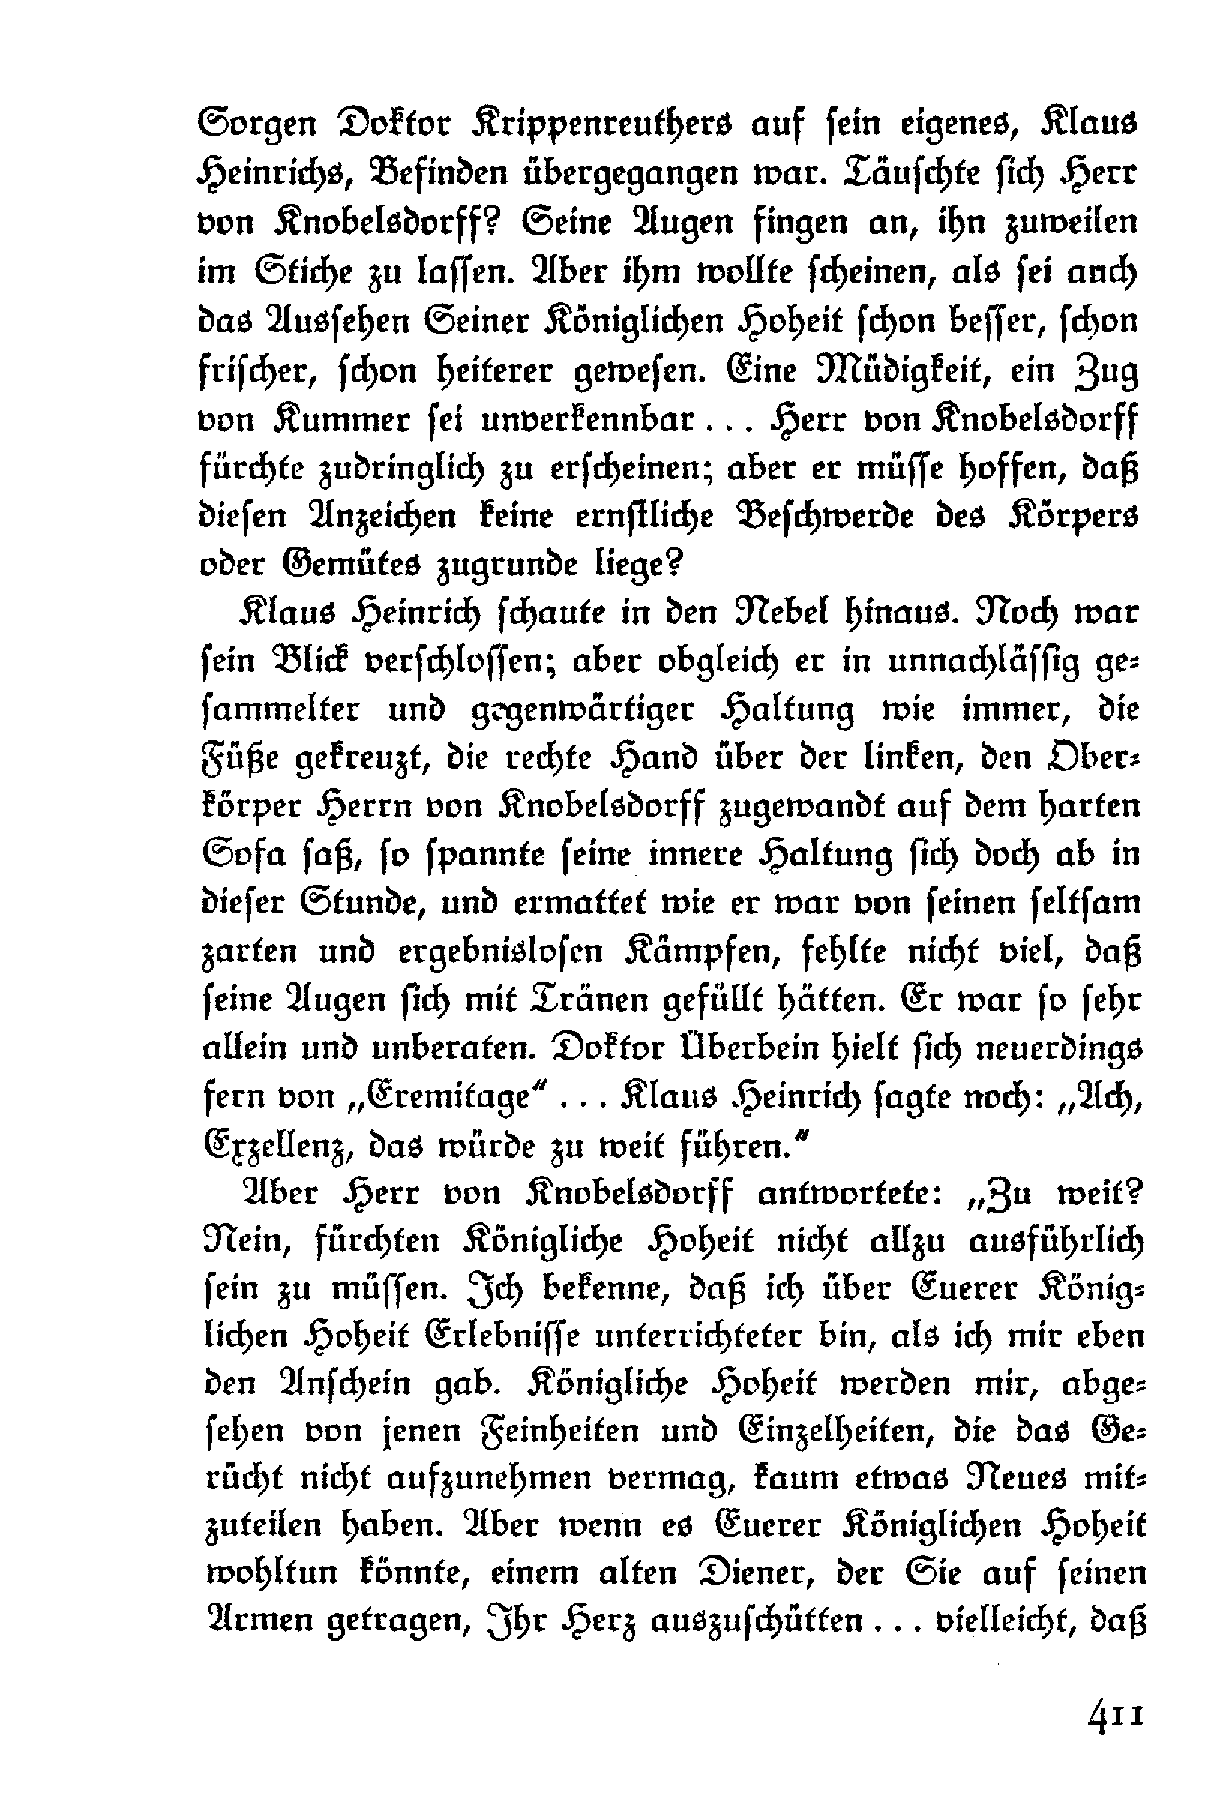 Sorgen Doktor Krippenreuthers auf sein eigenes, Klaus
Heinrichs, Befinden übergegangen war. Täuschte sich Herr
von Knobelsdorff? Seine Augen fingen an, ihn zuweilen
im Stiche zu lassen. Aber ihm wollte scheinen, als sei auch
das Aussehen Seiner Königlichen Hoheit schon besser, schon
frischer, schon heiterer gewesen. Eine Müdigkeit, ein Zug
von Kummer sei unverkennbar ... Herr von Knobelsdorff
fürchte zudringlich zu erscheinen; aber er müsse hoffen, daß
diesen Anzeichen keine ernstliche Beschwerde des Körpers
oder Gemütes zugrunde liege?
Klaus Heinrich schaute in den Nebel hinaus. Noch war
sein Blick verschlossen; aber obgleich er in unnachlässig ge-
sammelter und gegenwärtiger Haltung wie immer, die
Füße gekreuzt, die rechte Hand über der linken, den Ober-
körper Herrn von Knobelsdorff zugewandt auf dem harten
Sofa saß, so spannte seine innere Haltung sich doch ab in
dieser Stunde, und ermattet wie er war von seinen seltsam
zarten und ergebnislosen Kämpfen, fehlte nicht viel, daß
seine Augen sich mit Tränen gefüllt hätten. Er war so sehr
allein und unberaten. Doktor Überbein hielt sich neuerdings
fern von „Eremitage“ ... Klaus Heinrich sagte noch: „Ach,
Exzellenz, das würde zu weit führen.“
Aber Herr von Knobelsdorff antwortete: „Zu weit?
Nein, fürchten Königliche Hoheit nicht allzu ausführlich
sein zu müssen. Ich bekenne, daß ich über Euerer König-
lichen Hoheit Erlebnisse unterrichteter bin, als ich mir eben
den Anschein gab. Königliche Hoheit werden mir, abge-
sehen von jenen Feinheiten und Einzelheiten, die das Ge-
rücht nicht aufzunehmen vermag, kaum etwas Neues mit-
zuteilen haben. Aber wenn es Euerer Königlichen Hoheit
wohltun könnte, einem alten Diener, der Sie auf seinen
Armen getragen, Ihr Herz auszuschütten ... vielleicht, daß
411